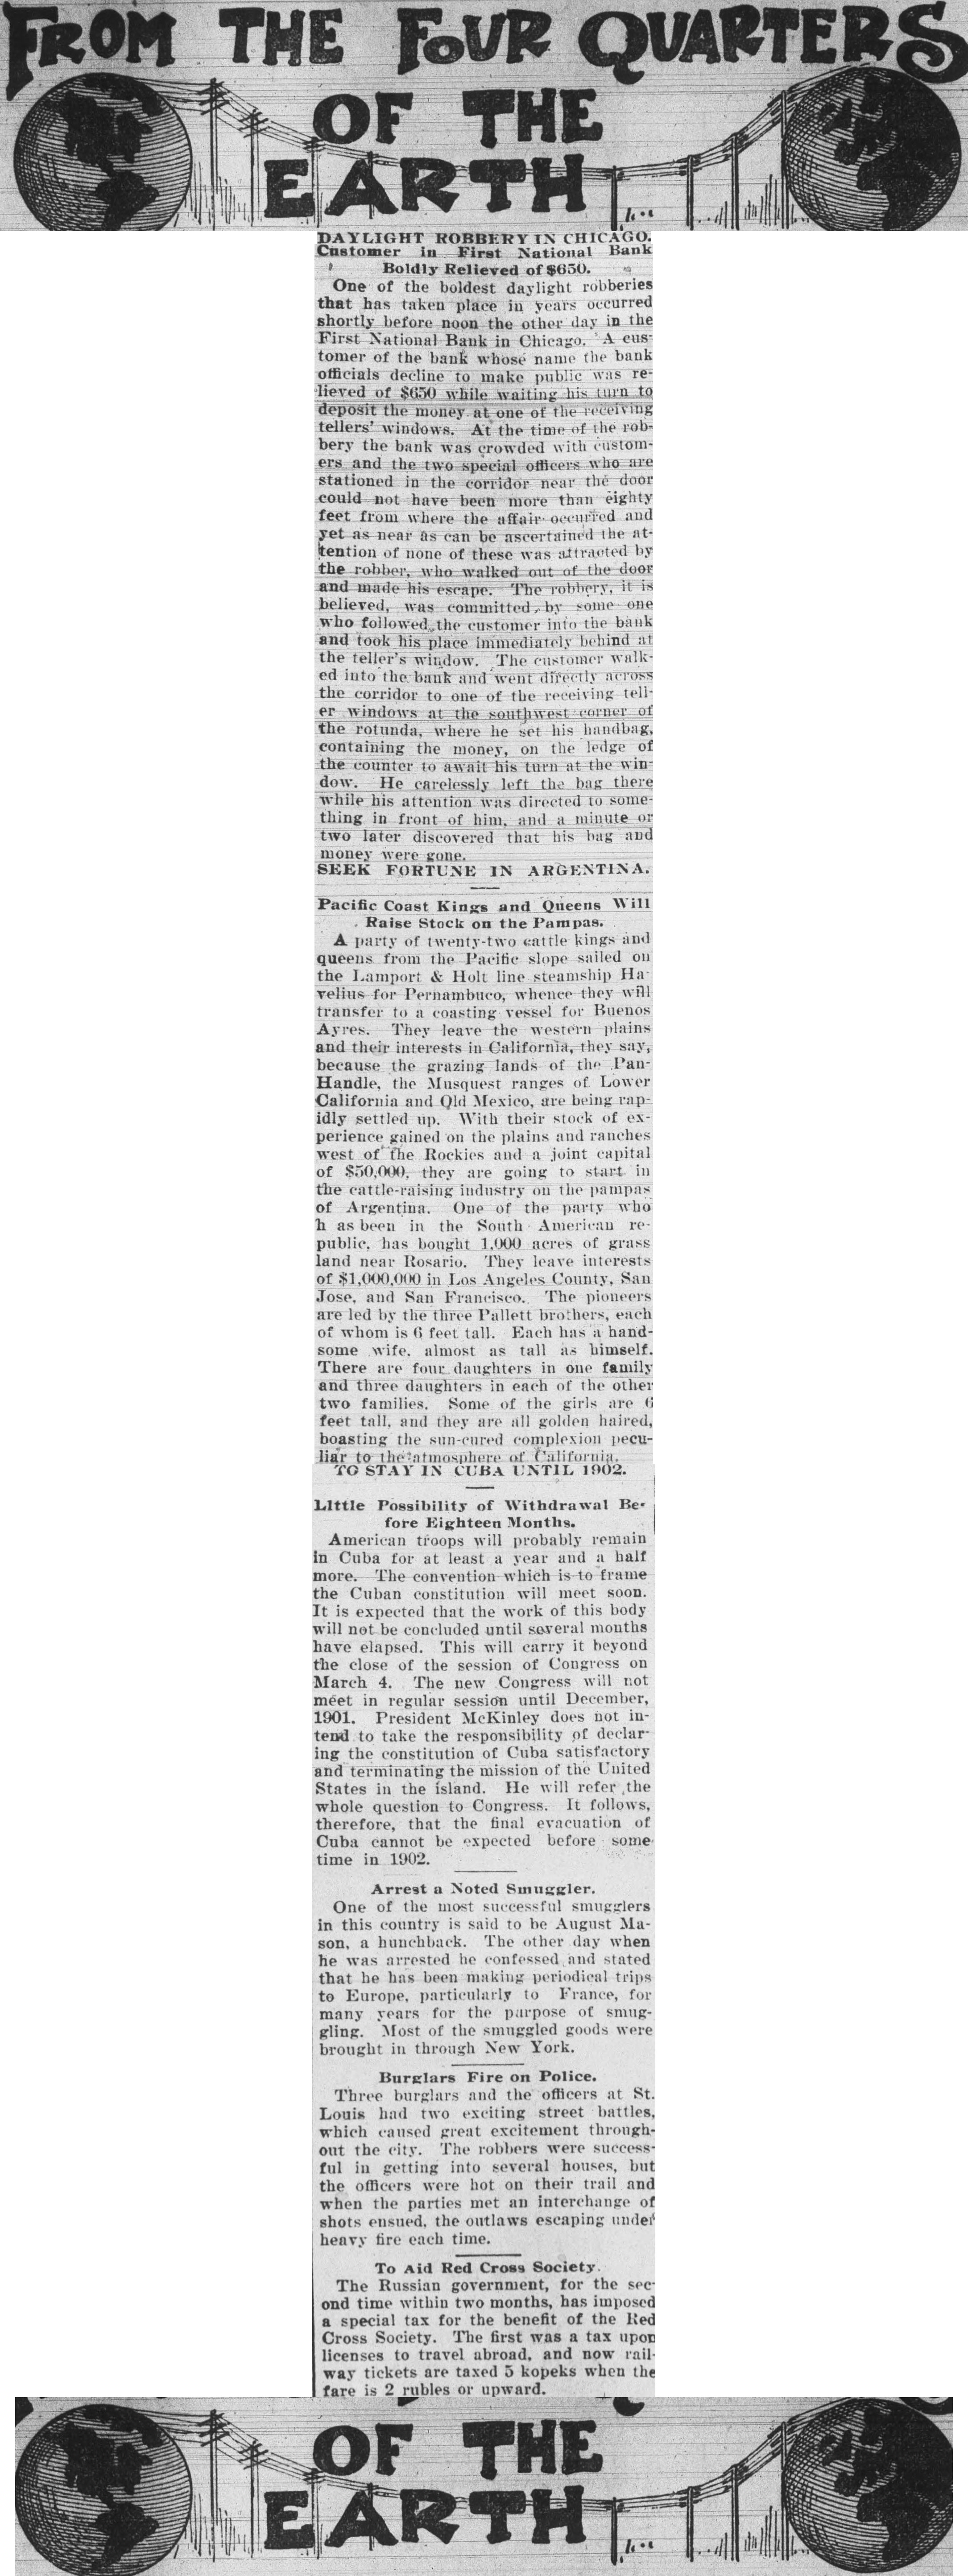 FROM THE FOUR QUARTERS
OF THE
EARTH
DAYLIGHT ROBBERY IN CHICAGO.
Customer in First National Bank
Boldly Relieved of $650.
One of the boldest daylight robberies
that has taken place in years occurred
shortly before noon the other day in the
First National Bank in Chicago. A cus-
tomer of the bank whose name the bank
officials decline to make public was re-
lieved of $650 while waiting his turn to
deposit the money at one of the receiving
tellers' windows. At the time of the rob-
bery the bank was crowded with custom-
ers and the two special officers who are
stationed in the corridor near the door
could not have been more than eighty
feet from where the affair occurred and
yet as near as can be ascertained the at-
tention of none of these was attracted by
the robber, who walked out of the door
and made his escape. The robbery, it is
believed, was committed by some one
who followed the customer into the bank
and took his place immediately behind at
the teller's window. The customer walk-
ed into the bank and went directly across
the corridor to one of the receiving tell-
er windows at the southwest corner of
the rotunda, where he set his handbag,
containing the money, on the ledge of
the counter to await his turn at the win-
dow. He carelessly left the bag there
while his attention was directed to some-
thing in front of him, and a minute or
two later discovered that his bag and
money were gone.
SEEK FORTUNE IN ARGENTINA.
Pacific Coast Kings and Queens Will
Raise Stock on the Pampas.
A party of twenty-two cattle kings and
queens from the Pacific slope sailed on
the Lamport & Holt line steamship Ha-
velius for Pernambuco, whence they will
transfer to a coasting vessel for Buenos
Ayres. They leave the western plains
and their interests in California, they say,
because the grazing lands of the Pan-
Handle, the Musquest ranges of Lower
California and Old Mexico, are being rap-
idly settled up. With their stock of ex-
perience gained on the plains and ranches
west of the Rockies and a joint capital
of $50,000, they are going to start in
the cattle-raising industry on the pampas
of Argentina. One of the party who
h as been in the South American re-
public, has bought 1,000 acres of grass
land near Rosario. They leave interests
of $1,000,000 in Los Angeles County, San
Jose, and San Francisco. The pioneers
are led by the three Pallett brothers, each
of whom is 6 feet tall. Each has a hand-
some wife, almost as tall as himself.
There are four daughters in one family
and three daughters in each of the other
two families. Some of the girls are 6
feet tall, and they are all golden haired,
boasting the sun-cured complexion pecu-
liar to the atmosphere of California.
TO STAY IN CUBA UNTIL 1902.
Little Possibility of Withdrawal Be-
fore Eighteen Months.
American troops will probably remain
in Cuba for at least a year and a half
more. The convention which is to frame
the Cuban constitution will meet soon.
It is expected that the work of this body
will not be concluded until several months
have elapsed. This will carry it beyond
the close of the session of Congress on
March 4. The new Congress will not
meet in regular session until December,
1901. President McKinley does not in-
tend to take the responsibility of declar-
ing the constitution of Cuba satisfactory
and terminating the mission of the United
States in the island. He will refer the
whole question to Congress. It follows,
therefore, that the final evacuation of
Cuba cannot be expected before some
time in 1902.
Arrest a Noted Smuggler.
One of the most successful smugglers
in this country is said to be August Ma-
son, a hunchback. The other day when
he was arrested he confessed and stated
that he has been making periodical trips
to Europe, particularly to France, for
many years for the purpose of smug-
gling. Most of the smuggled goods were
brought in through New York.
Burglars Fire on Police.
Three burglars and the officers at St.
Louis had two exciting street battles,
which caused great excitement through-
out the city. The robbers were success-
ful in getting into several houses, but
the officers were hot on their trail and
when the parties met an interchange of
shots ensued, the outlaws escaping under
heavy fire each time.
To Aid Red Cross Society.
The Russian government, for the sec-
ond time within two months, has imposed
a special tax for the benefit of the Red
Cross Society. The first was a tax upon
licenses to travel abroad, and now rail-
way tickets are taxed 5 kopeks when the
fare is 2 rubles or upward.
OF THE
EARTH